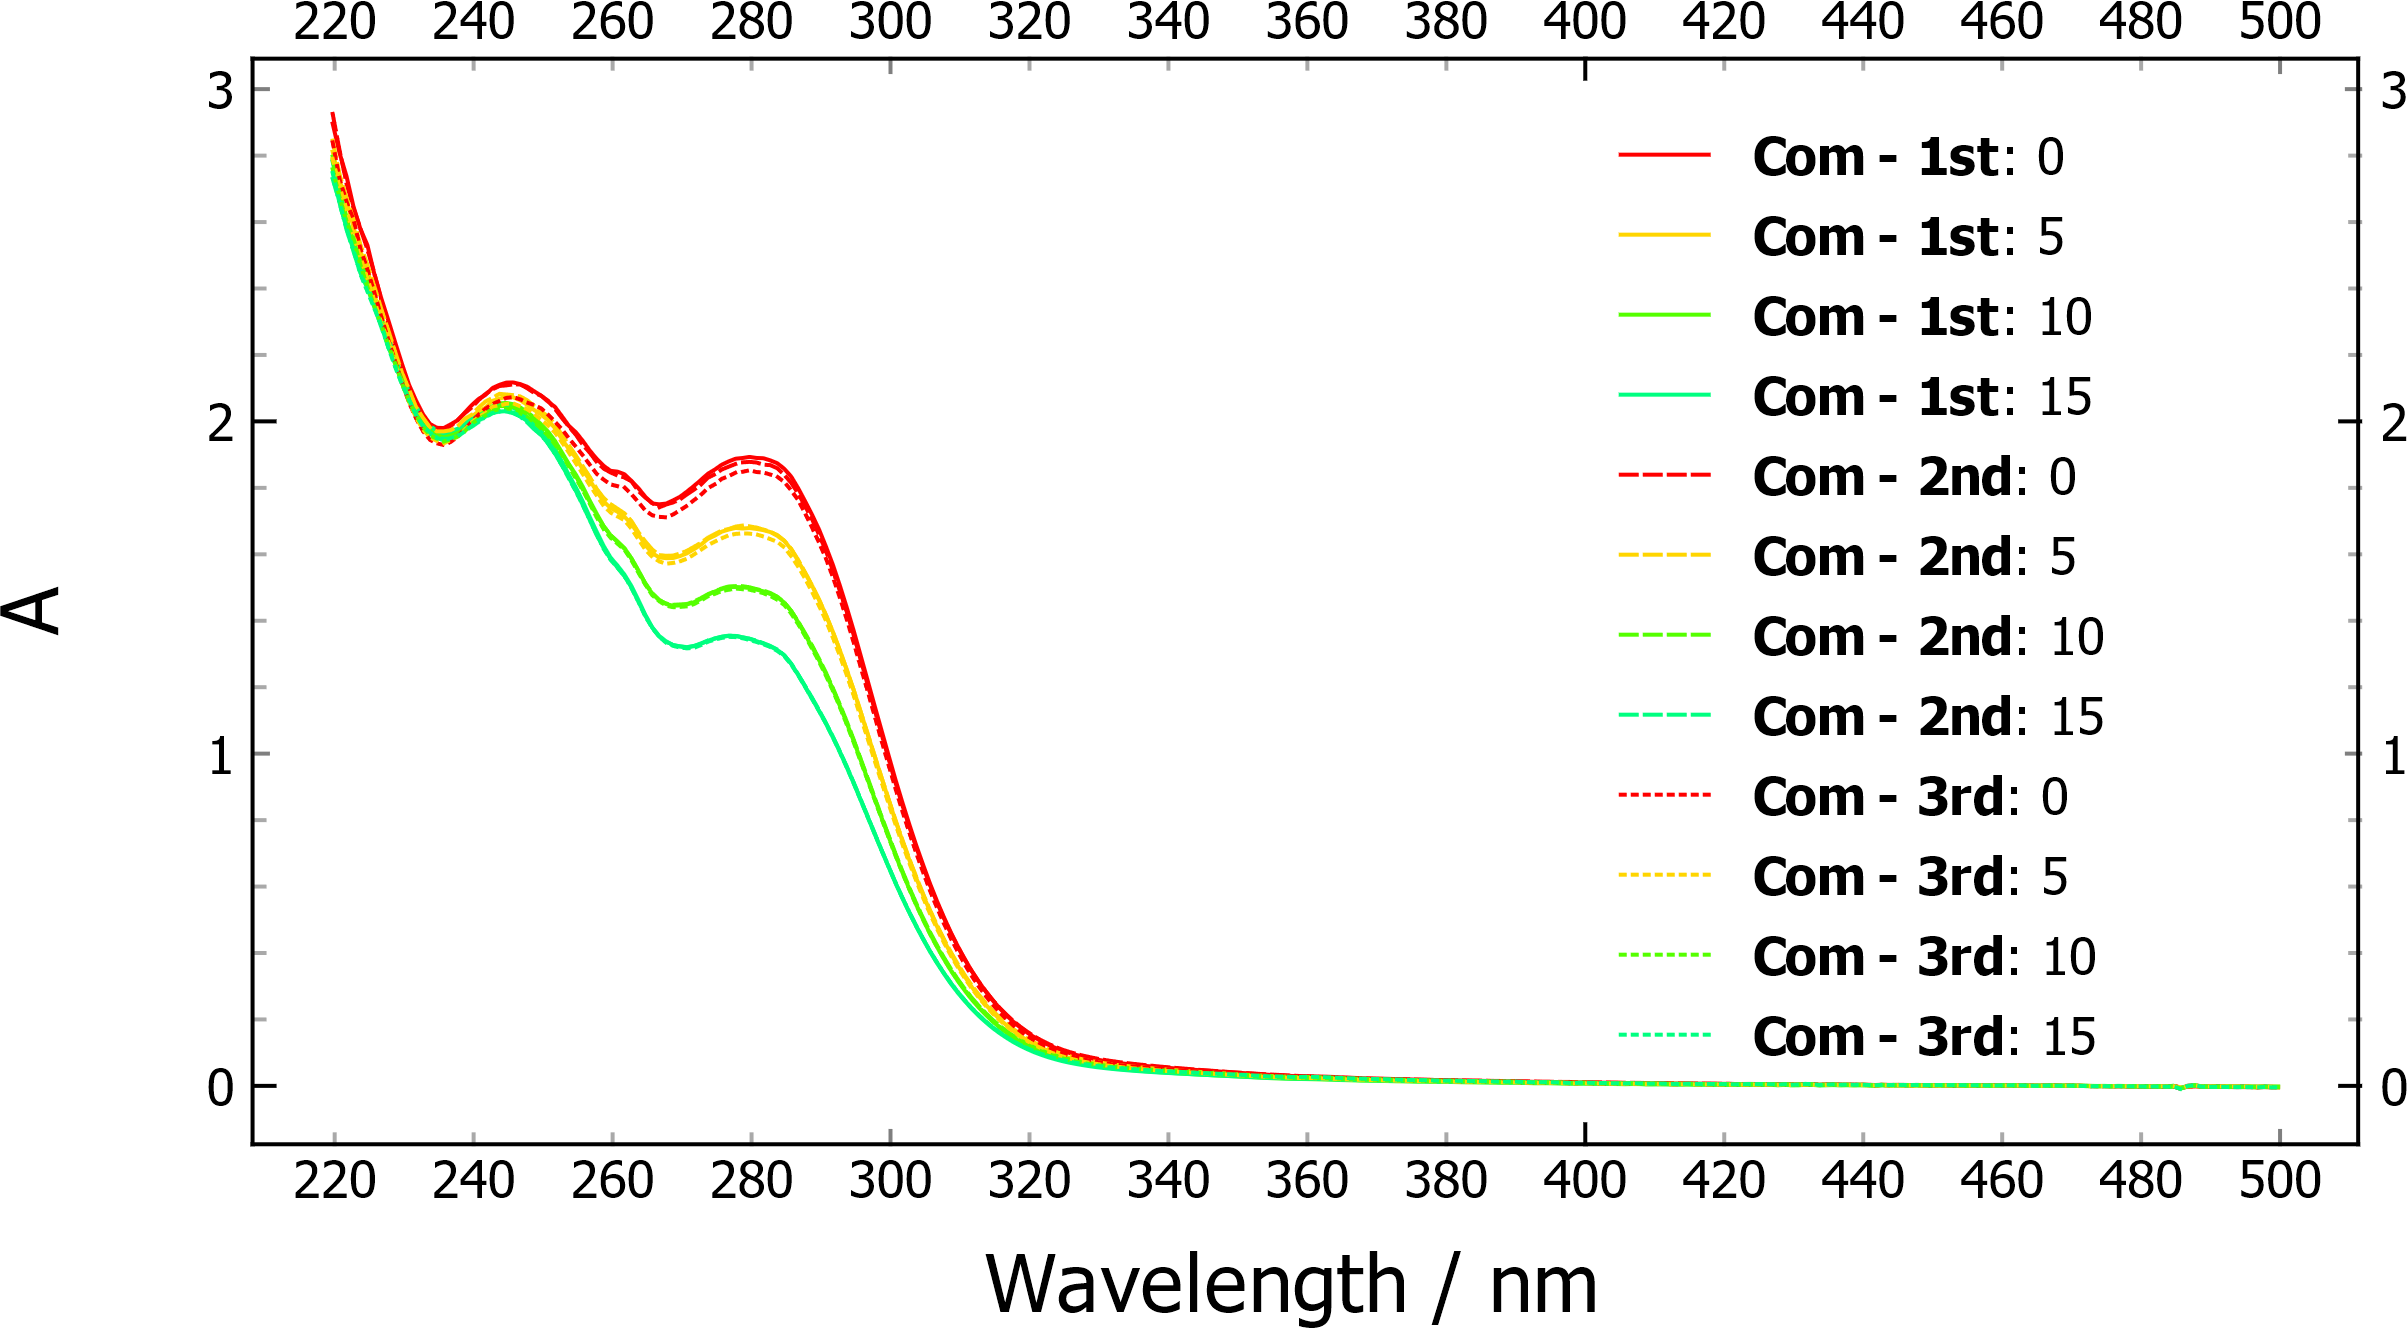 220 240 260 280 300 320 340 360 380 400 420 440 460 480 500
3 3
Com - 1st: 0
Com - 1st: 5
Com - 1st: 10
Com - 1st: 15
2 2
Com - 2nd: 0
Com - 2nd: 5
A
Com - 2nd: 10
Com - 2nd: 15
1 1
Com - 3rd: 0
Com - 3rd: 5
Com - 3rd: 10
Com - 3rd: 15
0 0
220 240 260 280 300 320 340 360 380 400 420 440 460 480 500
Wavelength / nm